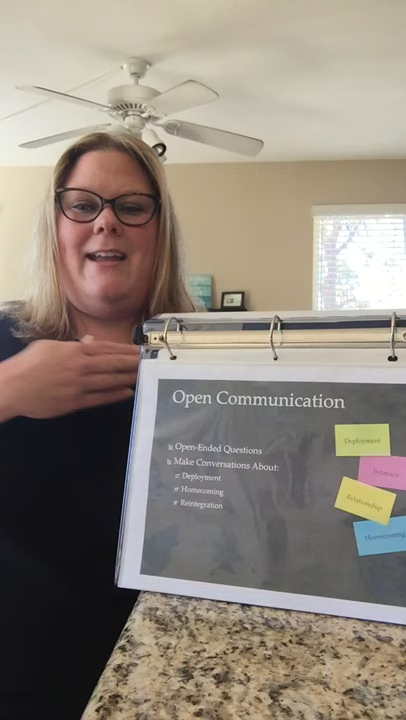 Open Communication
Open-Ended Questions
Make Conversations About:
Deployment
Homecoming
Reintegration
Deployment
Intimacy
Relationship
Homecoming